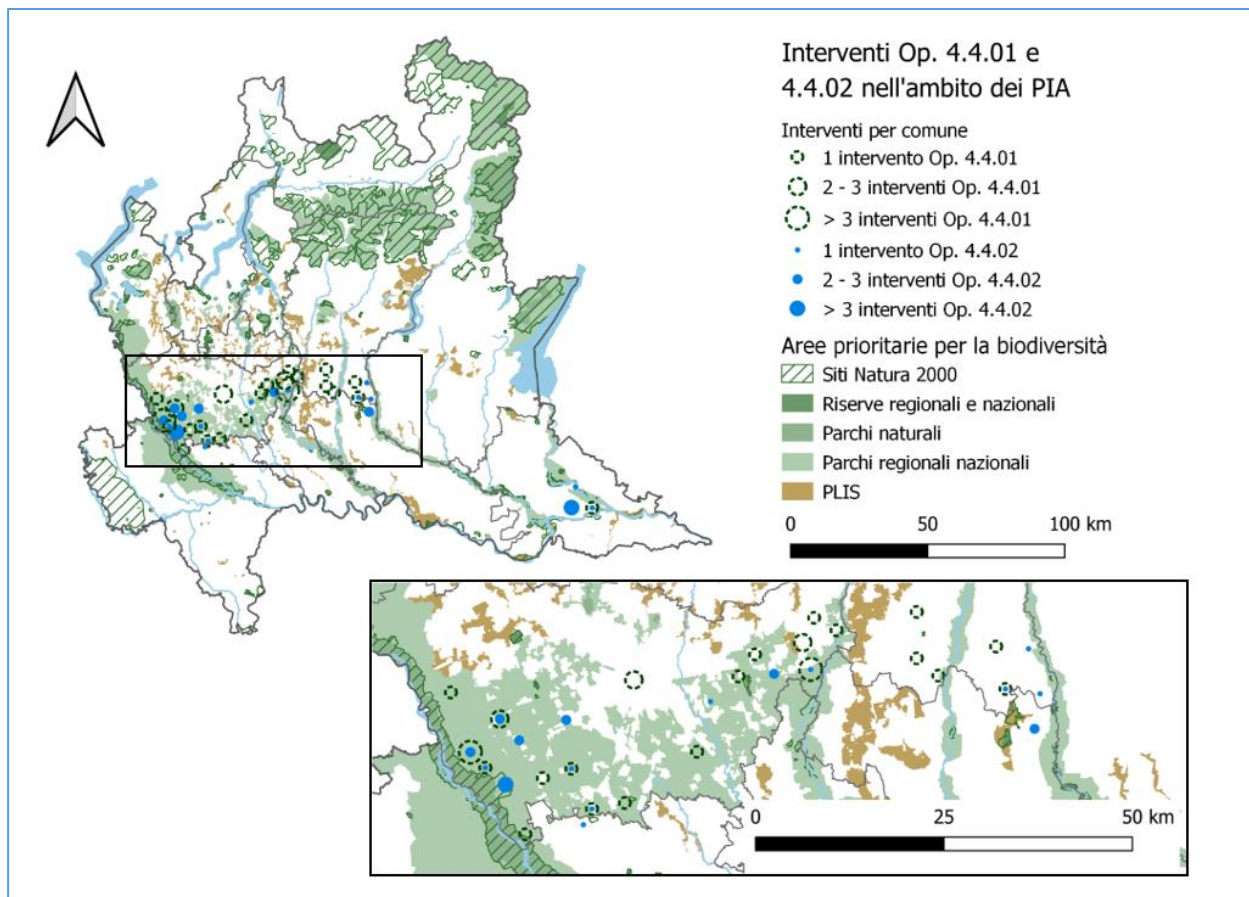 Interventi Op. 4.4.01 e
4.4.02 nell'ambito dei PIA
Interventi per comune
1 intervento Op. 4.4.01
2 - 3 interventi Op. 4.4.01
> 3 interventi Op. 4.4.01
1 intervento Op. 4.4.02
2 - 3 interventi Op. 4.4.02
> 3 interventi Op. 4.4.02
Aree prioritarie per la biodiversità
Siti Natura 2000
Riserve regionali e nazionali
Parchi naturali
Parchi regionali nazionali
PLIS
0 50 100 km
0 25 50 km